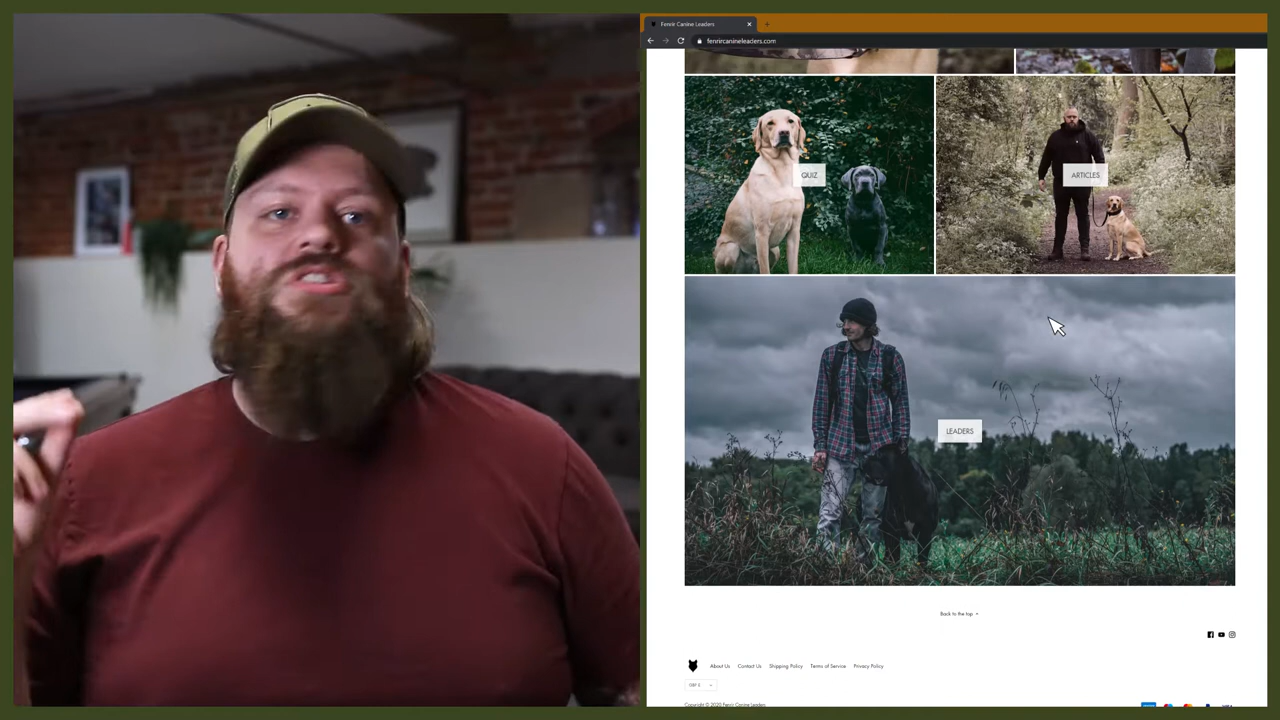 Fenrir Canine Leaders
fenrircanineleaders.com
QUIZ
ARTICLES
LEADERS
Back to the top
About Us Contact Us Shipping Policy Terms of Service Privacy Policy
GBP £
Copyright © 2020 Fenrir Canine Leaders